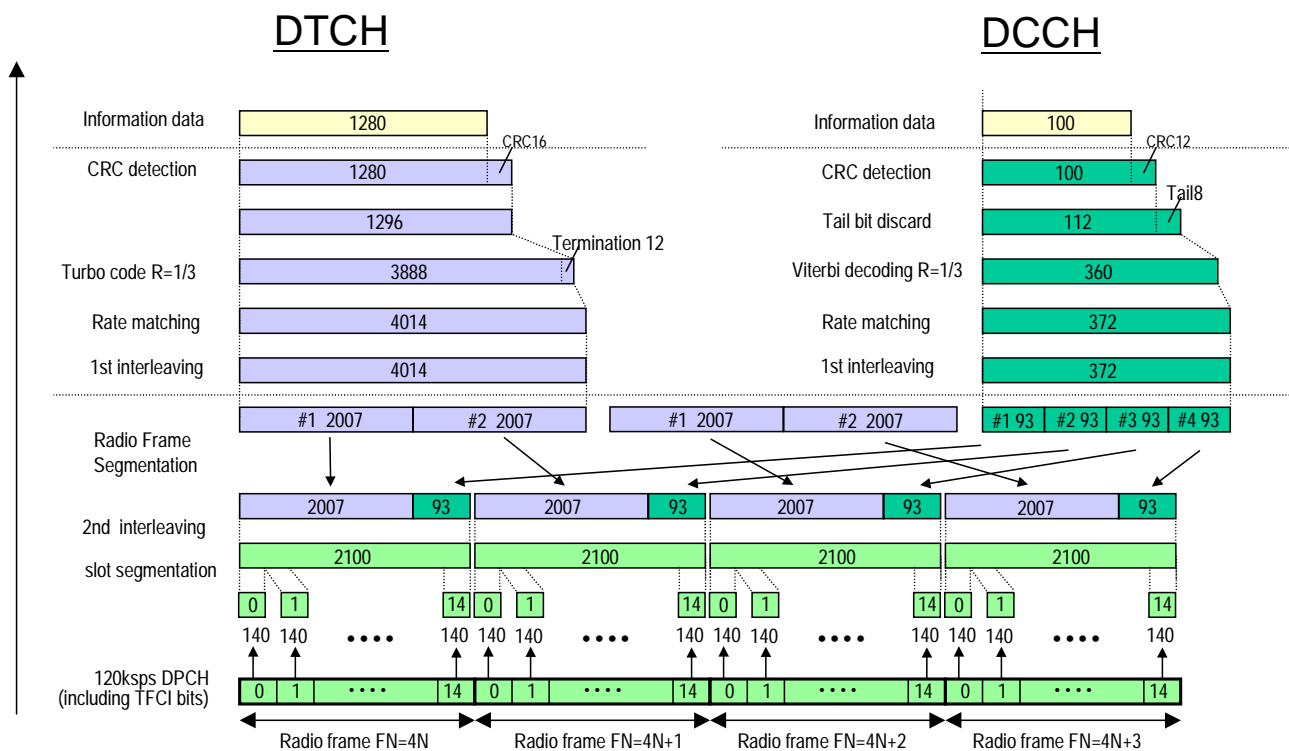 DTCH
DCCH
Information data
1280
Information data
100
CRC16
CRC12
CRC detection
1280
CRC detection
100
Tail8
1296
Tail bit discard
112
Termination 12
Turbo code R=1/3
3888
Viterbi decoding R=1/3
360
Rate matching
4014
Rate matching
372
1st interleaving
4014
1st interleaving
372
#1 2007 #2 2007 #1 2007 #2 2007 #1 93 #2 93 #3 93 #4 93
Radio Frame
Segmentation
2007 93 2007 93 2007 93 2007 93
2nd interleaving
2100 2100 2100 2100
slot segmentation
0 1 14 0 1 14 0 1 14 0 1 14
140 140 •••• 140 140 140 •••• 140 140 140 •••• 140 140 140 •••• 140
120ksps DPCH
(including TFCI bits)
0 1 •••• 14 0 1 •••• 14 0 1 •••• 14 0 1 •••• 14
Radio frame FN=4N Radio frame FN=4N+1 Radio frame FN=4N+2 Radio frame FN=4N+3